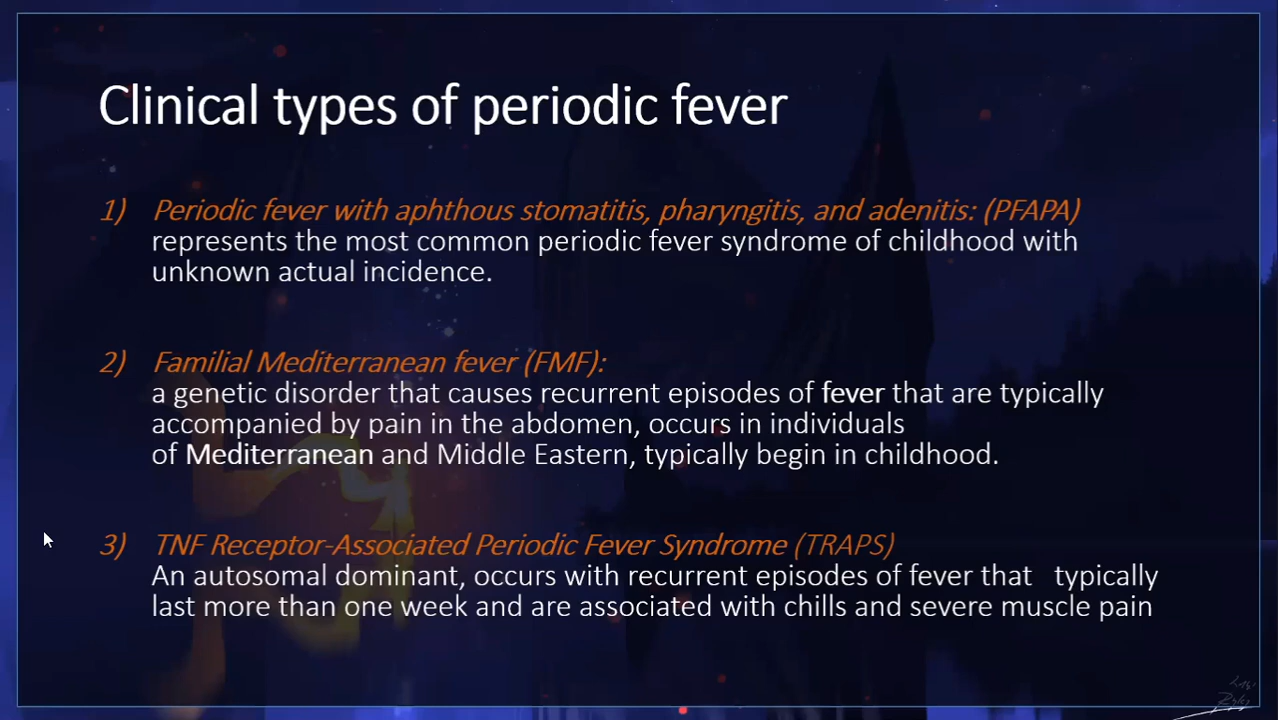 Clinical types of periodic fever
1) Periodic fever with aphthous stomatitis, pharyngitis, and adenitis: (PFAPA)
represents the most common periodic fever syndrome of childhood with
unknown actual incidence.
2) Familial Mediterranean fever (FMF):
a genetic disorder that causes recurrent episodes of fever that are typically
accompanied by pain in the abdomen, occurs in individuals
of Mediterranean and Middle Eastern, typically begin in childhood.
3) TNF Receptor-Associated Periodic Fever Syndrome (TRAPS)
An autosomal dominant, occurs with recurrent episodes of fever that typically
last more than one week and are associated with chills and severe muscle pain